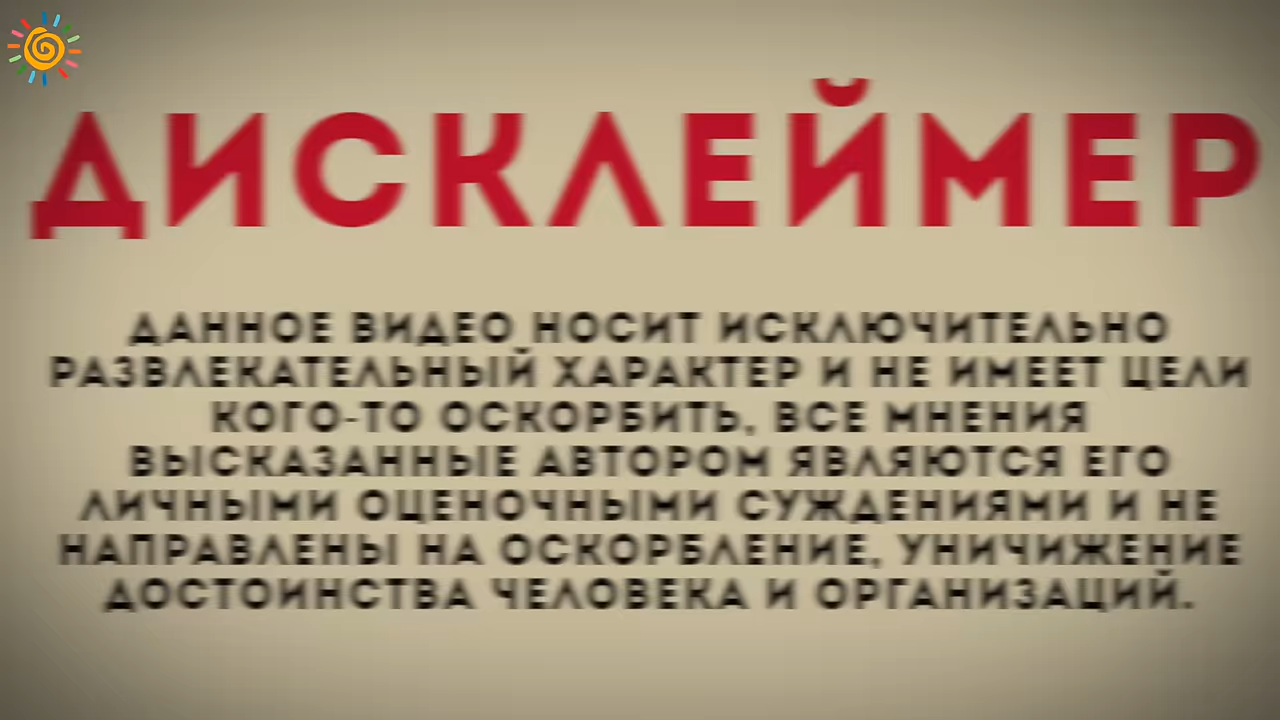 ДИСКЛЕЙМЕР
ДАННОЕ ВИДЕО НОСИТ ИСКЛЮЧИТЕЛЬНО
РАЗВЛЕКАТЕЛЬНЫЙ ХАРАКТЕР И НЕ ИМЕЕТ ЦЕЛИ
КОГО-ТО ОСКОРБИТЬ, ВСЕ МНЕНИЯ
ВЫСКАЗАННЫЕ АВТОРОМ ЯВЛЯЮТСЯ ЕГО
ЛИЧНЫМИ ОЦЕНОЧНЫМИ СУЖДЕНИЯМИ И НЕ
НАПРАВЛЕНЫ НА ОСКОРБЛЕНИЕ, УНИЧИЖЕНИЕ
ДОСТОИНСТВА ЧЕЛОВЕКА И ОРГАНИЗАЦИЙ.